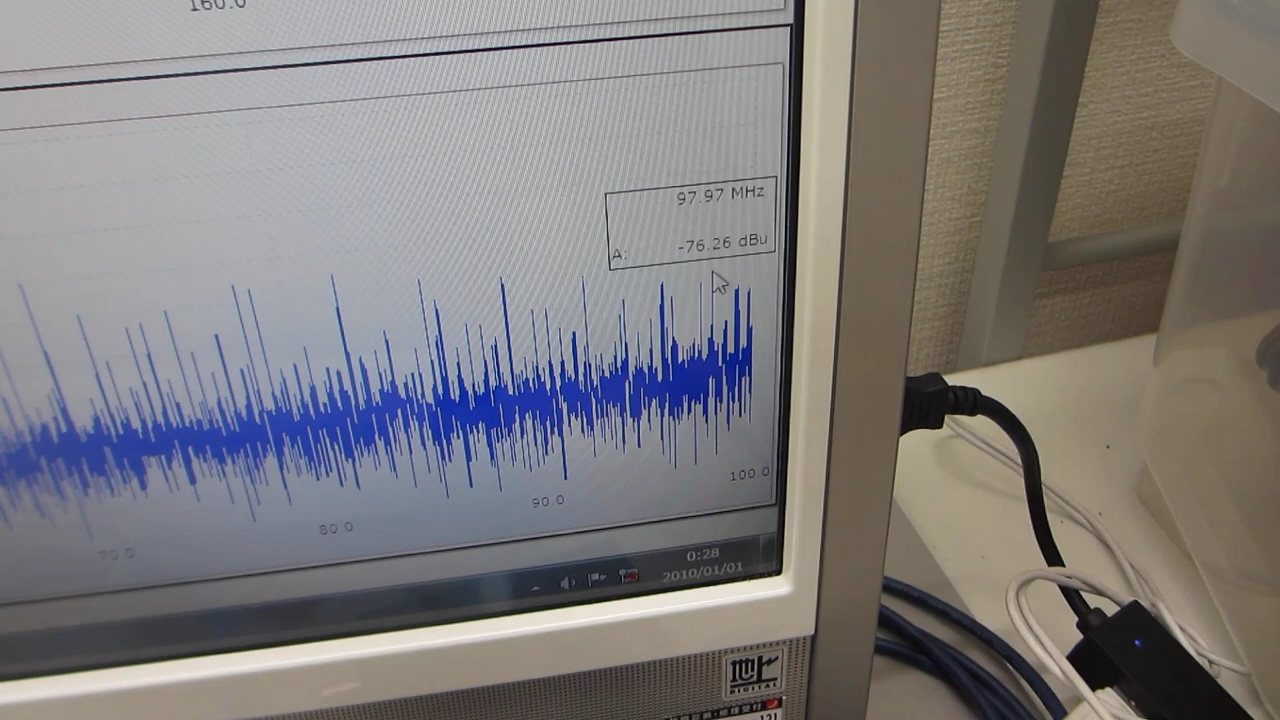 160.0
97.97 MHz
A: -76.26 dBu
70.0
80.0
90.0
100.0
0:28
2010/01/01
地上
DIGITAL
121